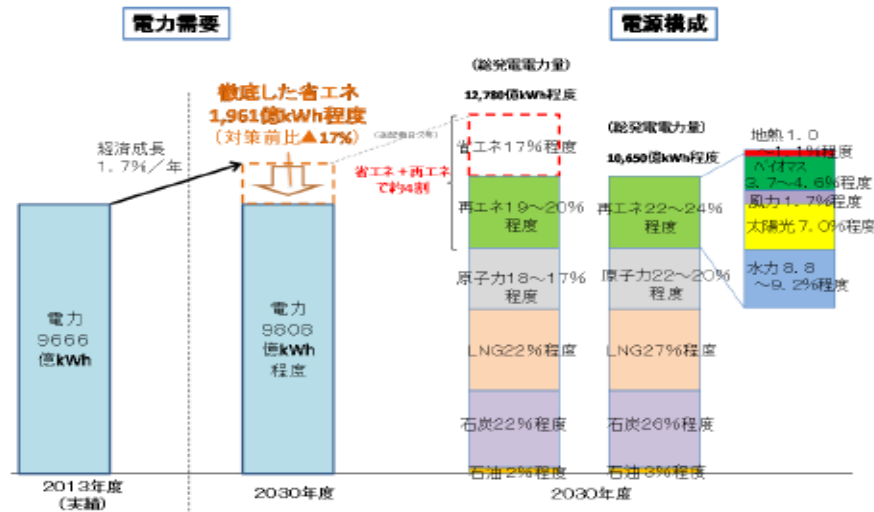 電力需要
電源構成
(総発電電力量)
12,780億kWh程度
徹底した省エネ
1,961億kWh程度
(対策前比▲17%)
(総発電電力量)
10,650億kWh程度
経済成長
1.7%/年
省エネ+再エネ
で約4割
省エネ17%程度
再エネ19~20%
程度
原子力18~17%
程度
LNG22%程度
石炭22%程度
石油2%程度
再エネ22~24%
程度
原子力22~20%
程度
LNG27%程度
石炭26%程度
石油3%程度
地熱1.0
~1.1%程度
バイオマス
3.7~4.6%程度
風力1.7%程度
太陽光7.0%程度
水力8.8
~9.2%程度
電力
9666
億kWh
電力
9808
億kWh
程度
2013年度
(実績)
2030年度
2030年度